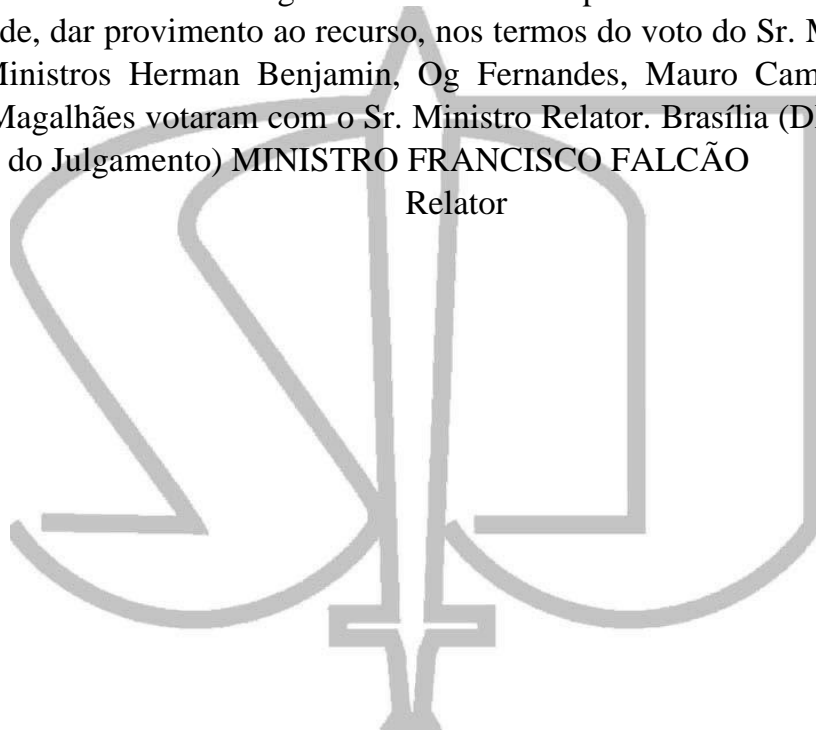 de, dar provimento ao recurso, nos termos do voto do Sr. M
Ministros Herman Benjamin, Og Fernandes, Mauro Cam
Magalhães votaram com o Sr. Ministro Relator. Brasília (D
do Julgamento) MINISTRO FRANCISCO FALCÃO
Relator